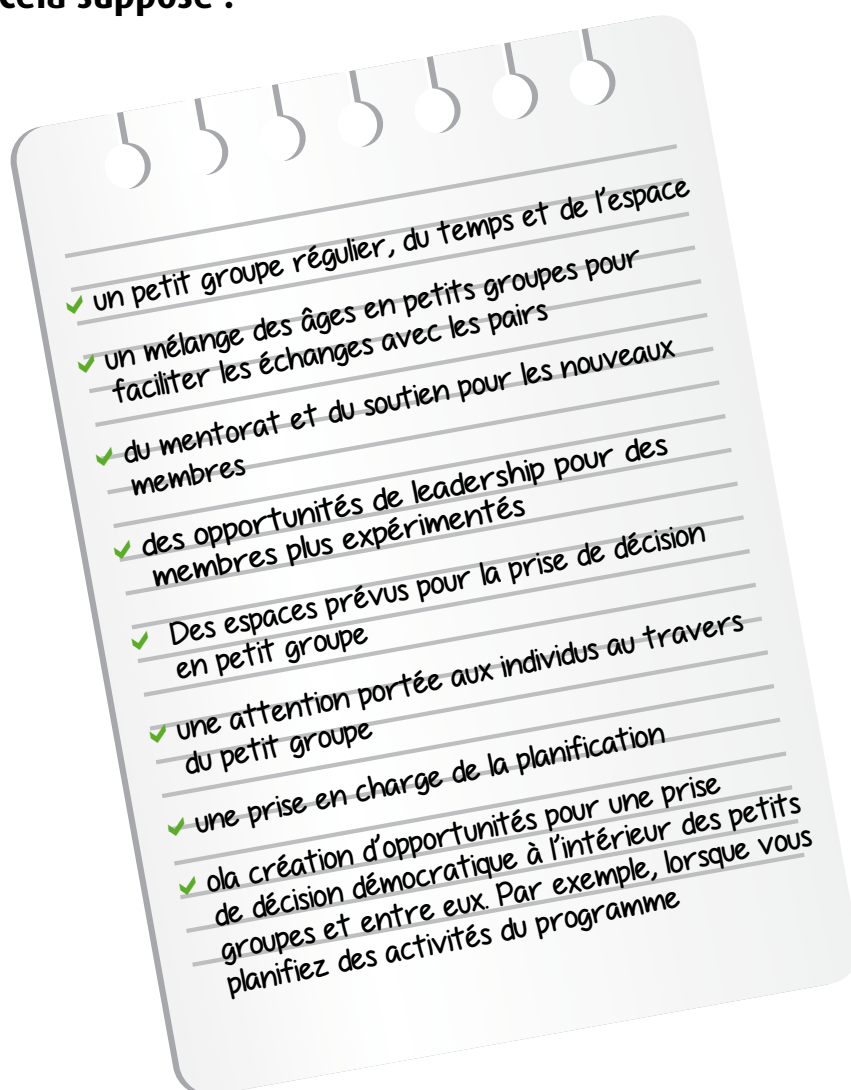 cela suppose :
un petit groupe régulier, du temps et de l'espace
un mélange des âges en petits groupes pour
faciliter les échanges avec les pairs
du mentorat et du soutien pour les nouveaux
membres
des opportunités de leadership pour des
membres plus expérimentés
Des espaces prévus pour la prise de décision
en petit groupe
une attention portée aux individus au travers
du petit groupe
une prise en charge de la planification
ola création d'opportunités pour une prise
de décision démocratique à l'intérieur des petits
groupes et entre eux. Par exemple, lorsque vous
planifiez des activités du programme